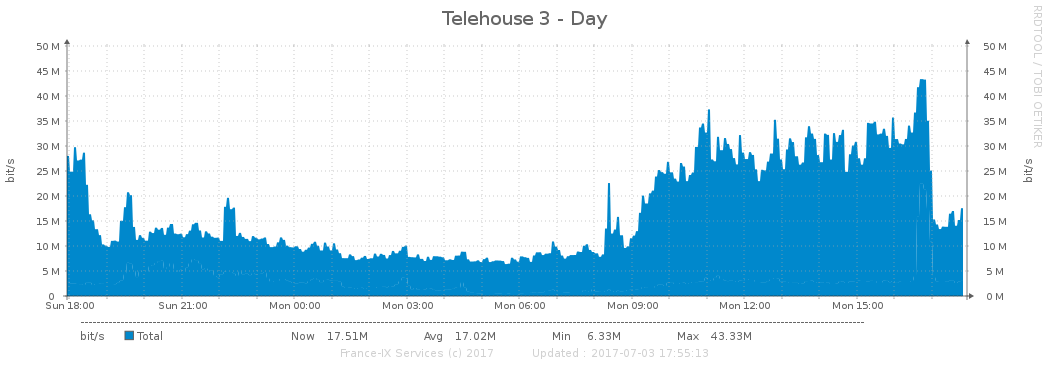 Telehouse 3 - Day
RRDTOOL / TOBI OETIKER
bit/s
50 M 50 M
45 M 45 M
40 M 40 M
35 M 35 M
30 M 30 M
25 M 25 M
20 M 20 M
15 M 15 M
10 M 10 M
5 M 5 M
0 0 M
bit/s
Sun 18:00 Sun 21:00 Mon 00:00 Mon 03:00 Mon 06:00 Mon 09:00 Mon 12:00 Mon 15:00
bit/s Total Now 17.51M Avg 17.02M Min 6.33M Max 43.33M
France-IX Services (c) 2017 Updated : 2017-07-03 17:55:13